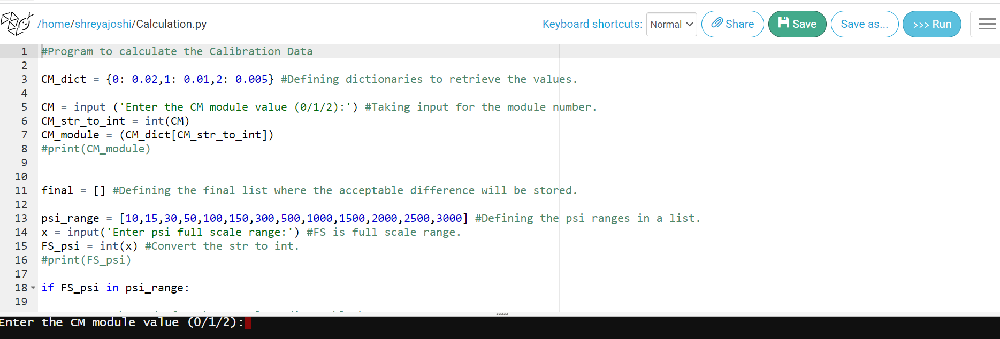 /home/shreyajoshi/Calculation.py Keyboard shortcuts: Normal Share Save Save as... >>> Run
1 #Program to calculate the Calibration Data
2
3 CM_dict = {0: 0.02,1: 0.01,2: 0.005} #Defining dictionaries to retrieve the values.
4
5 CM = input ('Enter the CM module value (0/1/2):') #Taking input for the module number.
6 CM_str_to_int = int(CM)
7 CM_module = (CM_dict[CM_str_to_int])
8 #print(CM_module)
9
10
11 final = [] #Defining the final list where the acceptable difference will be stored.
12
13 psi_range = [10,15,30,50,100,150,300,500,1000,1500,2000,2500,3000] #Defining the psi ranges in a list.
14 x = input('Enter psi full scale range:') #FS is full scale range.
15 FS_psi = int(x) #Convert the str to int.
16 #print(FS_psi)
17
18 if FS_psi in psi_range:
19
Enter the CM module value (0/1/2):